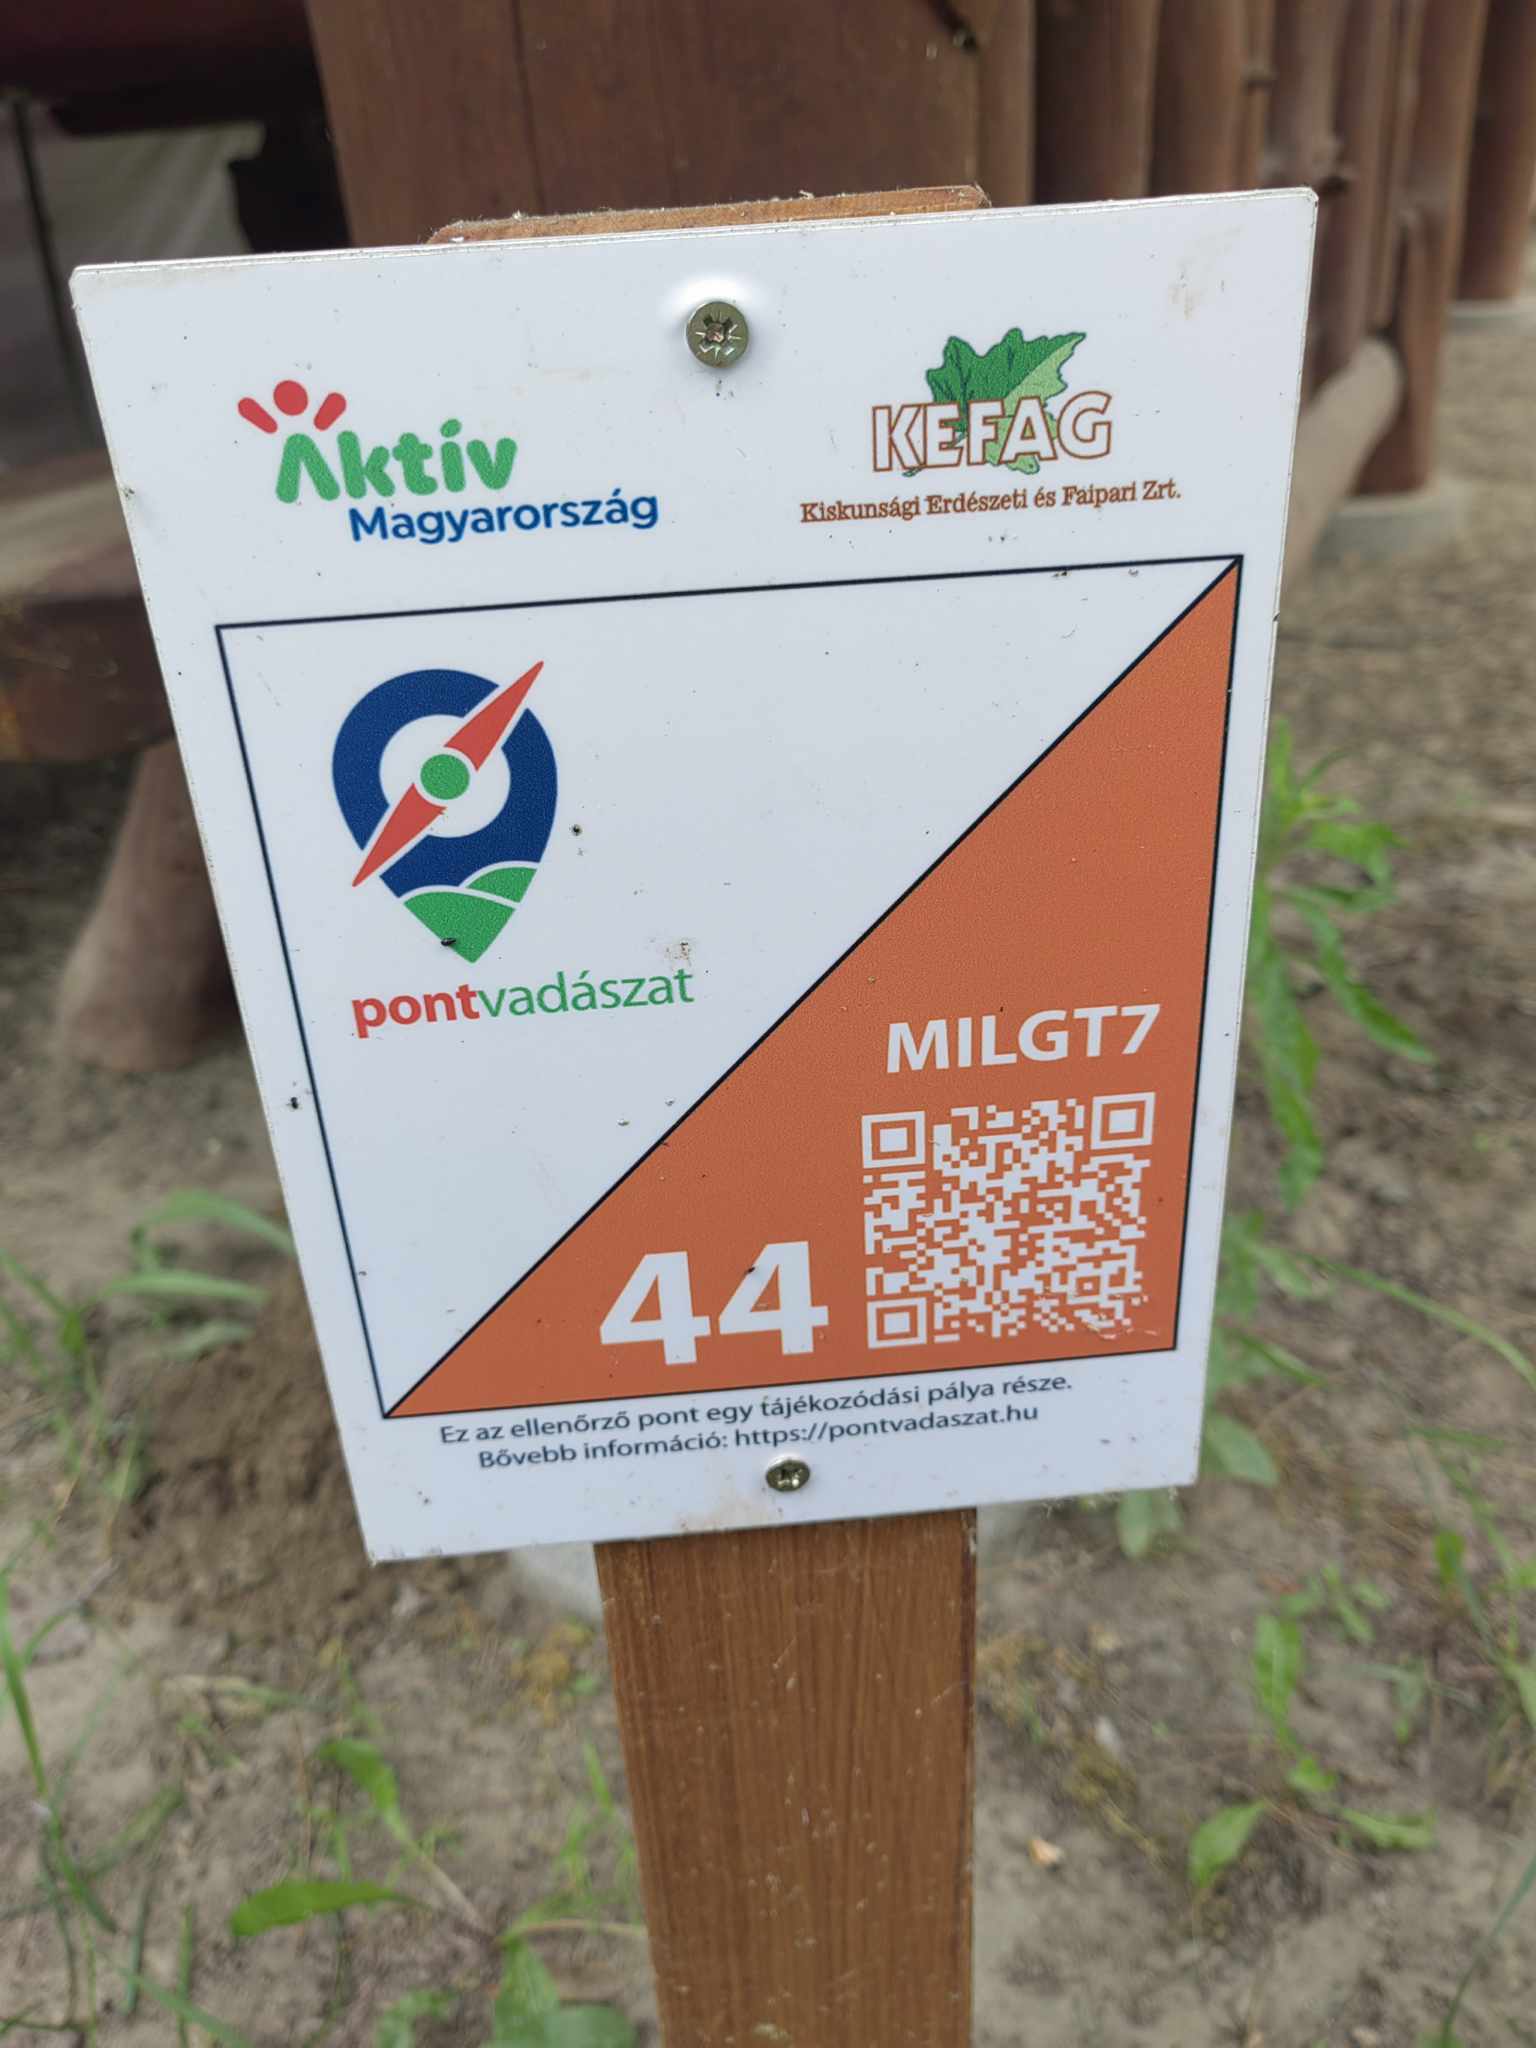 Aktív
Magyarország
KEFAG
Kiskunsági Erdészeti és Faipari Zrt.
pontvadászat
MILGT7
44
Ez az ellenőrző pont egy tájékozódási pálya része.
Bővebb információ: https://pontvadaszat.hu